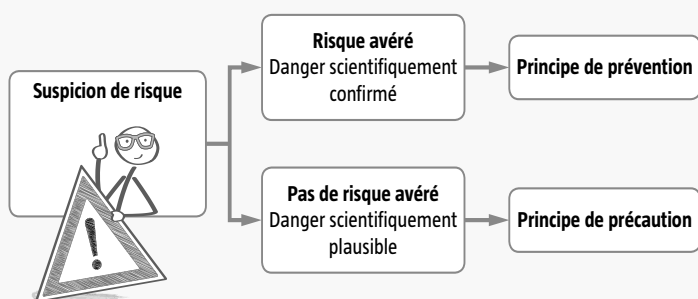 Suspicion de risque
Risque avéré
Danger scientifiquement
confirmé
Principe de prévention
Pas de risque avéré
Danger scientifiquement
plausible
Principe de précaution
!